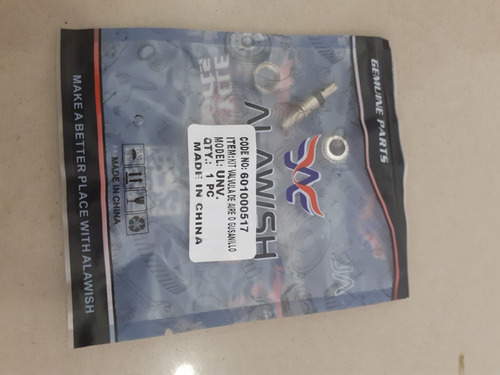 GENUINE PARTS
ALAWISH
CODE NO: 601000517
ITEM:KIT VALVULA DE AIRE O GUSANILLO
MODEL: UNV.
QTY.: 1 PC
MADE IN CHINA
MADE IN CHINA
MAKE A BETTER PLACE WITH ALAWISH